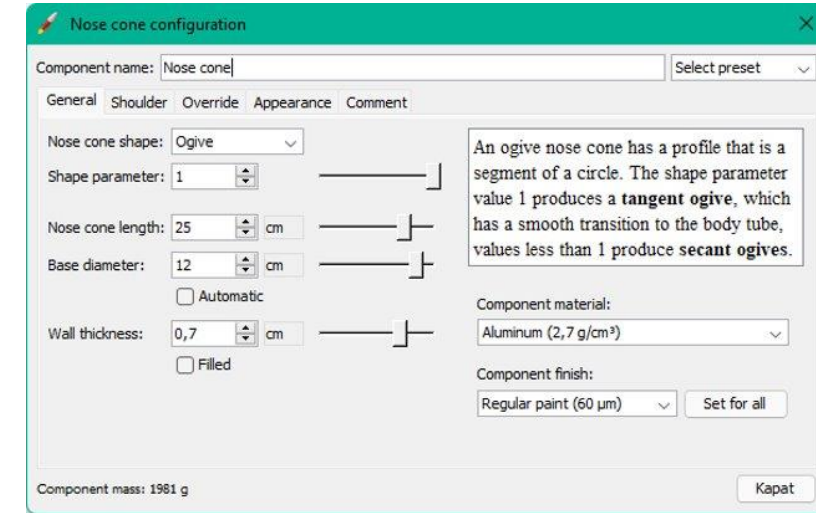 Nose cone configuration
Component name: Nose cone Select preset
General Shoulder Override Appearance Comment
Nose cone shape: Ogive
Shape parameter: 1
Nose cone length: 25 cm
Base diameter: 12 cm
Automatic
Wall thickness: 0,7 cm
Filled
An ogive nose cone has a profile that is a
segment of a circle. The shape parameter
value 1 produces a tangent ogive, which
has a smooth transition to the body tube,
values less than 1 produce secant ogives.
Component material:
Aluminum (2,7 g/cm³)
Component finish:
Regular paint (60 µm) Set for all
Component mass: 1981 g Kapat